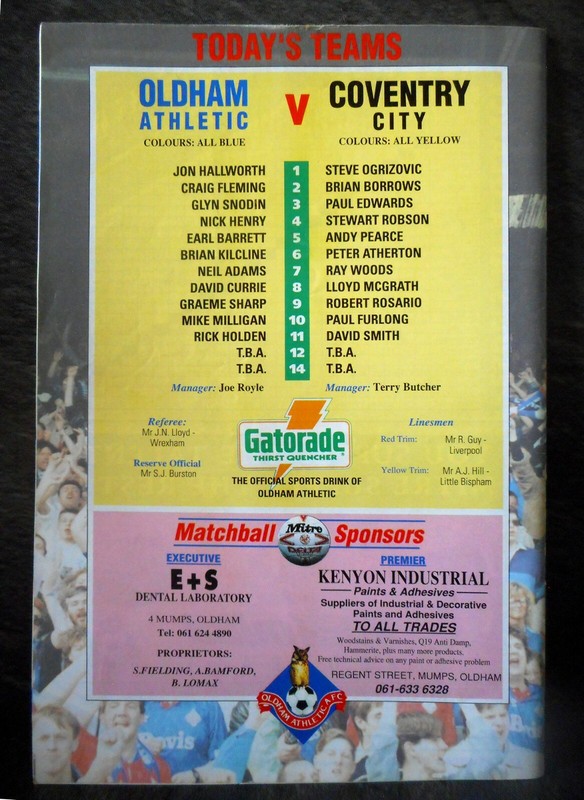 TODAY'S TEAMS
OLDHAM ATHLETIC V COVENTRY CITY
COLOURS: ALL BLUE COLOURS: ALL YELLOW
JON HALLWORTH 1 STEVE OGRIZOVIC
CRAIG FLEMING 2 BRIAN BORROWS
GLYN SNODIN 3 PAUL EDWARDS
NICK HENRY 4 STEWART ROBSON
EARL BARRETT 5 ANDY PEARCE
BRIAN KILCLINE 6 PETER ATHERTON
NEIL ADAMS 7 RAY WOODS
DAVID CURRIE 8 LLOYD MCGRATH
GRAEME SHARP 9 ROBERT ROSARIO
MIKE MILLIGAN 10 PAUL FURLONG
RICK HOLDEN 11 DAVID SMITH
T.B.A. 12 T.B.A.
T.B.A. 14 T.B.A.
Manager: Joe Royle Manager: Terry Butcher
Referee:
Mr J.N. Lloyd -
Wrexham
Reserve Official
Mr S.J. Burston
Gatorade
THIRST QUENCHER
THE OFFICIAL SPORTS DRINK OF
OLDHAM ATHLETIC
Linesmen
Red Trim: Mr R. Guy -
Liverpool
Yellow Trim: Mr A.J. Hill -
Little Bispham
Matchball Mitre DELTA Sponsors
EXECUTIVE
E+S
DENTAL LABORATORY
4 MUMPS, OLDHAM
Tel: 061 624 4890
PROPRIETORS:
S.FIELDING, A.BAMFORD,
B. LOMAX
PREMIER
KENYON INDUSTRIAL
Paints & Adhesives
Suppliers of Industrial & Decorative
Paints and Adhesives
TO ALL TRADES
Woodstains & Varnishes, Q19 Anti Damp,
Hammerite, plus many more products.
Free technical advice on any paint or adhesive problem
REGENT STREET, MUMPS, OLDHAM
061-633 6328
OLDHAM ATHLETIC A.F.C